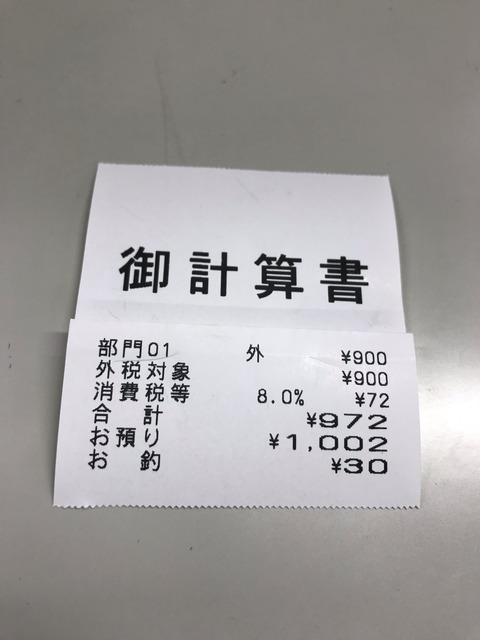 御計算書
部門01 外 ¥900
外税対象 ¥900
消費税等 8.0% ¥72
合計 ¥972
お預り ¥1,002
お釣 ¥30